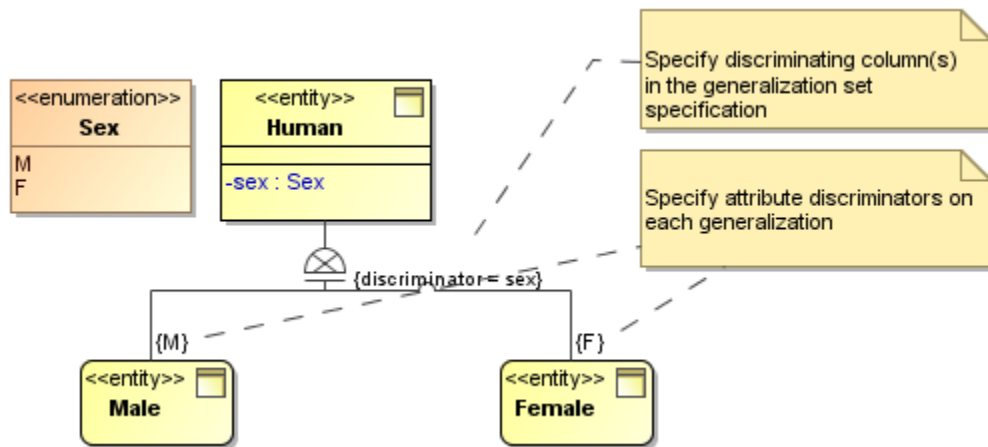 <<enumeration>>
Sex
M
F
<<entity>>
Human
-sex : Sex
Specify discriminating column(s)
in the generalization set
specification
Specify attribute discriminators on
each generalization
{discriminator = sex}
{M}
{F}
<<entity>>
Male
<<entity>>
Female